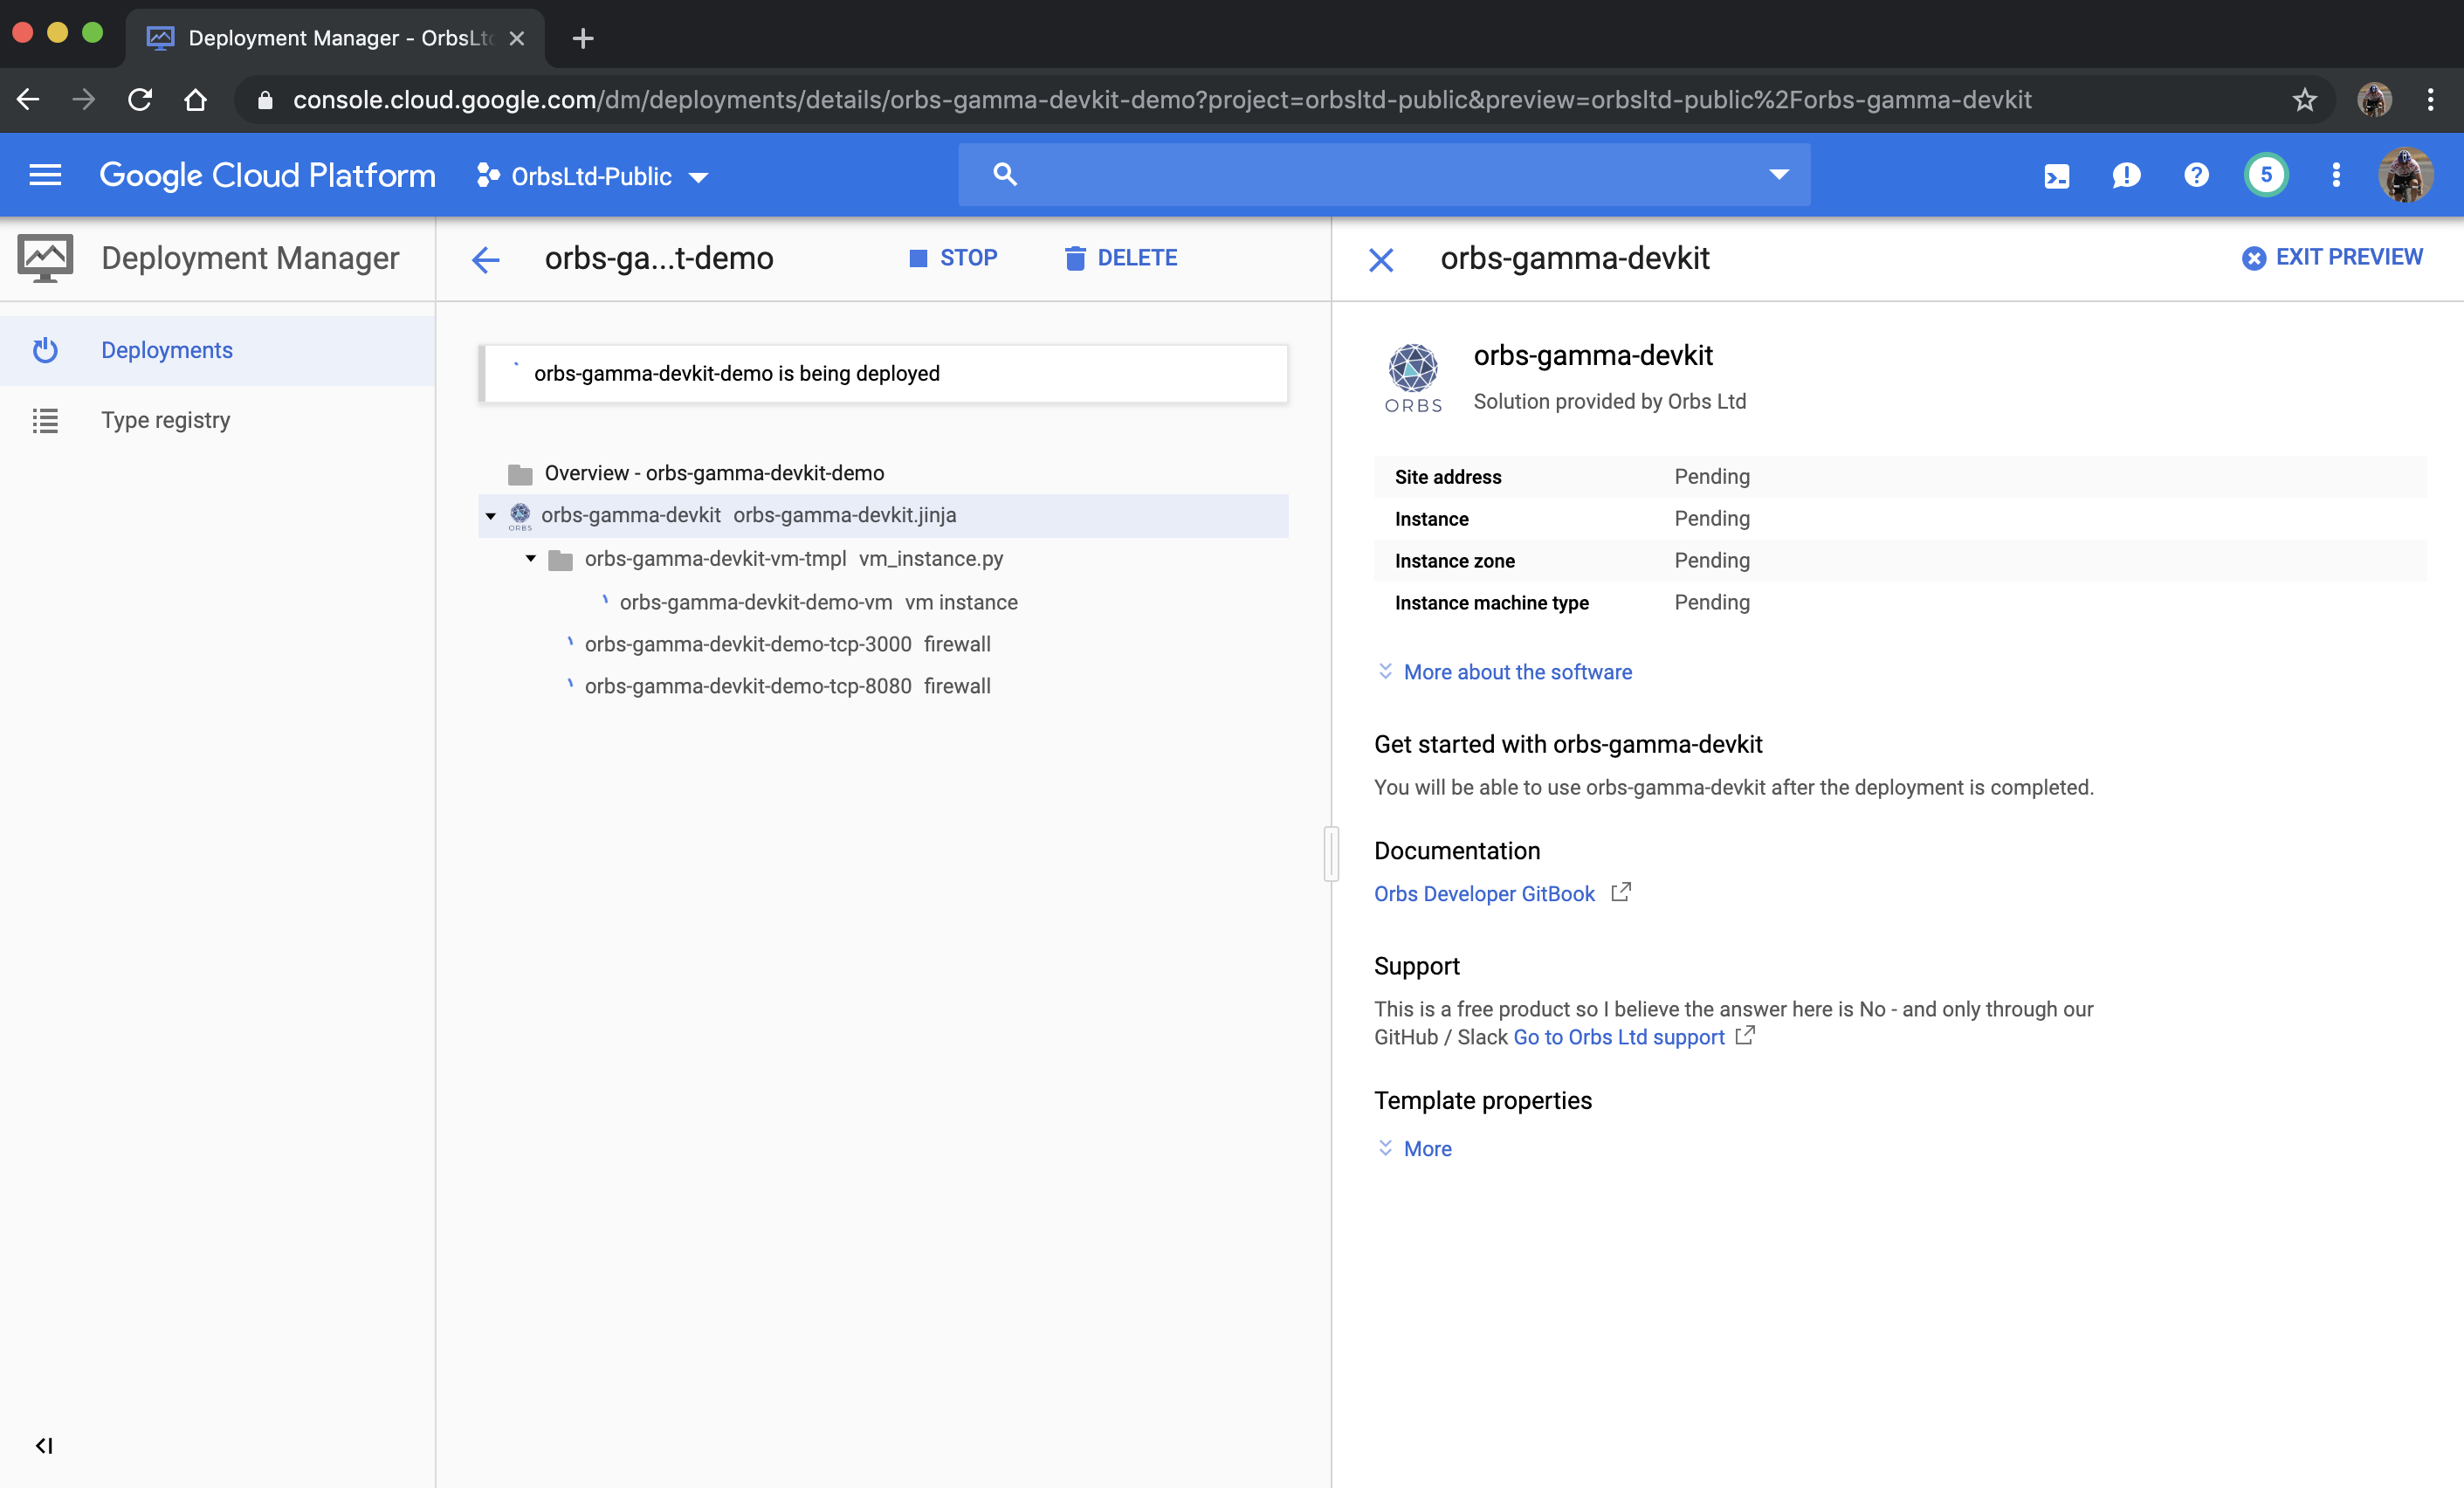 Deployment Manager - OrbsLtd
console.cloud.google.com/dm/deployments/details/orbs-gamma-devkit-demo?project=orbsltd-public&preview=orbsltd-public%2Forbs-gamma-devkit
Google Cloud Platform
OrbsLtd-Public
5
Deployment Manager
Deployments
Type registry
orbs-ga...t-demo
STOP
DELETE
orbs-gamma-devkit-demo is being deployed
Overview - orbs-gamma-devkit-demo
ORBS
orbs-gamma-devkit orbs-gamma-devkit.jinja
orbs-gamma-devkit-vm-tmpl vm_instance.py
orbs-gamma-devkit-demo-vm vm instance
orbs-gamma-devkit-demo-tcp-3000 firewall
orbs-gamma-devkit-demo-tcp-8080 firewall
orbs-gamma-devkit
EXIT PREVIEW
ORBS
orbs-gamma-devkit
Solution provided by Orbs Ltd
Site address Pending
Instance Pending
Instance zone Pending
Instance machine type Pending
More about the software
Get started with orbs-gamma-devkit
You will be able to use orbs-gamma-devkit after the deployment is completed.
Documentation
Orbs Developer GitBook
Support
This is a free product so I believe the answer here is No - and only through our
GitHub / Slack Go to Orbs Ltd support
Template properties
More